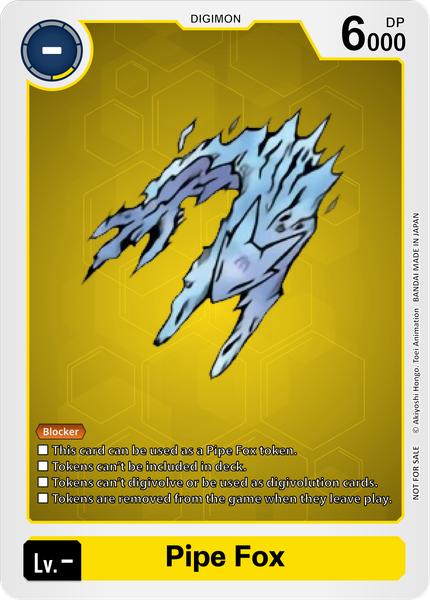 DIGIMON
-
DP
6000
Blocker
■ This card can be used as a Pipe Fox token.
■ Tokens can't be included in deck.
■ Tokens can't digivolve or be used as digivolution cards.
■ Tokens are removed from the game when they leave play.
NOT FOR SALE © Akiyoshi Hongo, Toei Animation BANDAI MADE IN JAPAN
Lv.-
Pipe Fox